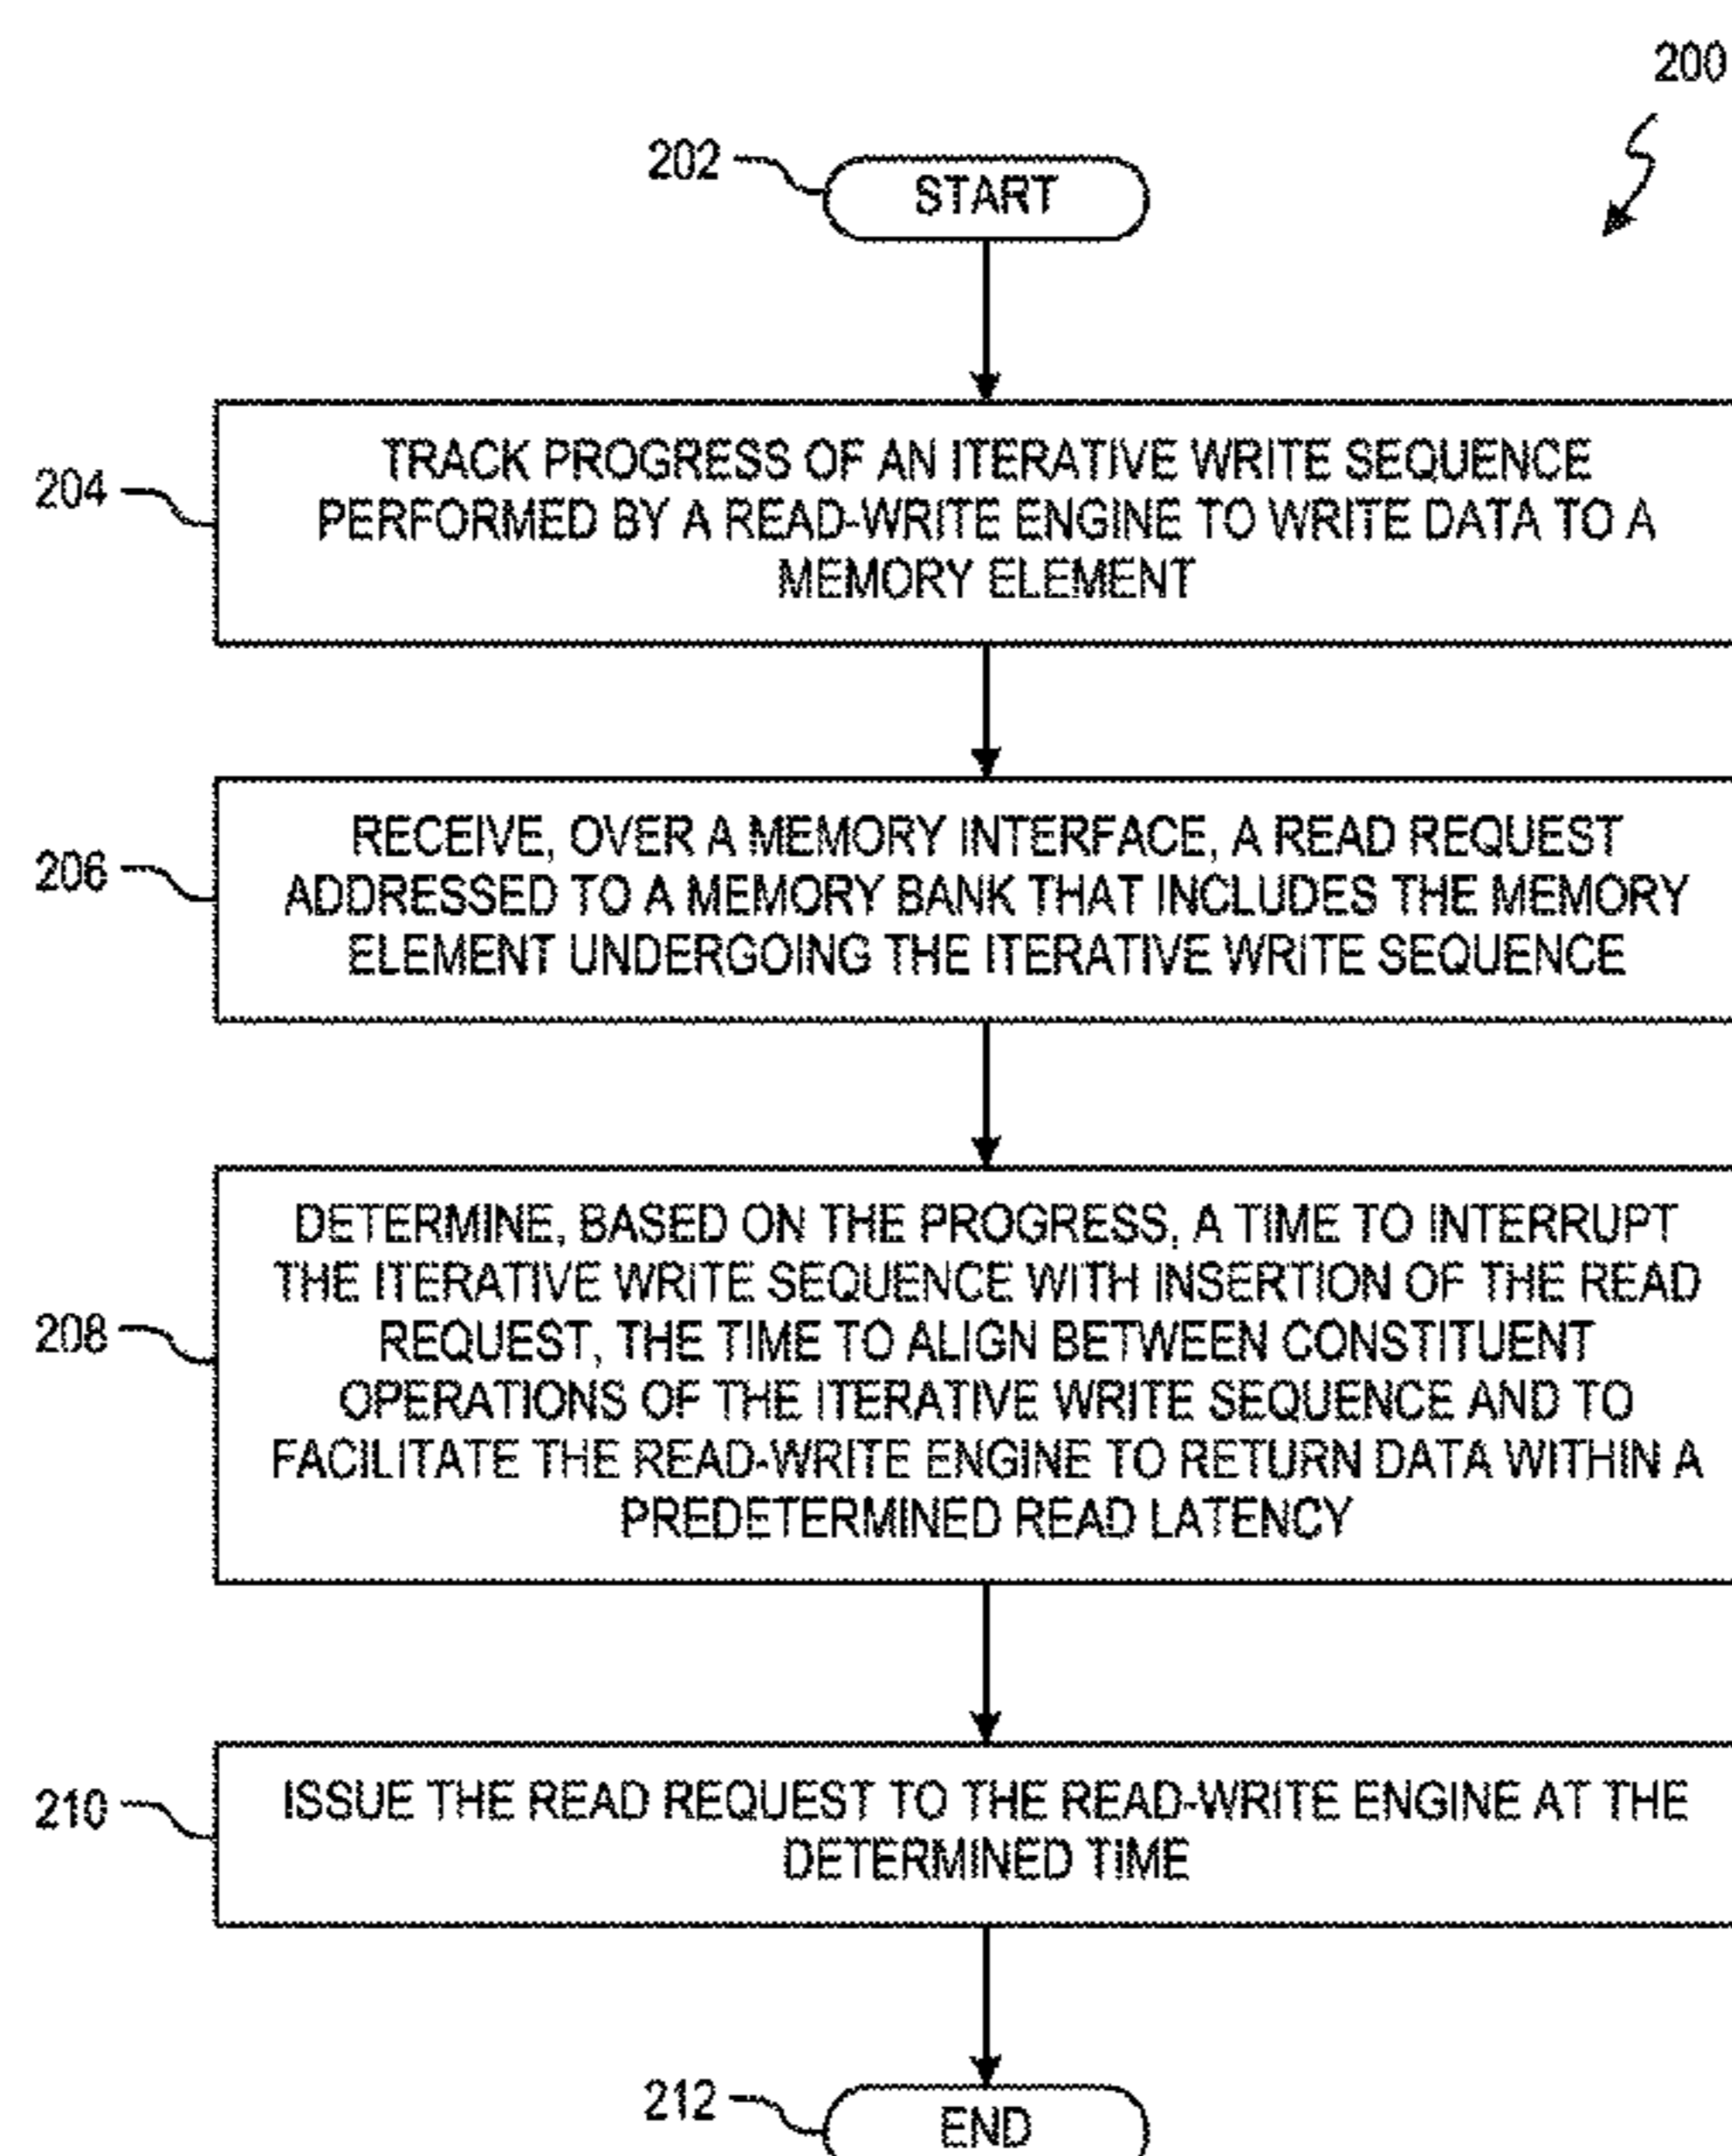 200
202
START
204
TRACK PROGRESS OF AN ITERATIVE WRITE SEQUENCE
PERFORMED BY A READ-WRITE ENGINE TO WRITE DATA TO A
MEMORY ELEMENT
206
RECEIVE, OVER A MEMORY INTERFACE, A READ REQUEST
ADDRESSED TO A MEMORY BANK THAT INCLUDES THE MEMORY
ELEMENT UNDERGOING THE ITERATIVE WRITE SEQUENCE
208
DETERMINE, BASED ON THE PROGRESS, A TIME TO INTERRUPT
THE ITERATIVE WRITE SEQUENCE WITH INSERTION OF THE READ
REQUEST, THE TIME TO ALIGN BETWEEN CONSTITUENT
OPERATIONS OF THE ITERATIVE WRITE SEQUENCE AND TO
FACILITATE THE READ-WRITE ENGINE TO RETURN DATA WITHIN A
PREDETERMINED READ LATENCY
210
ISSUE THE READ REQUEST TO THE READ-WRITE ENGINE AT THE
DETERMINED TIME
212
END